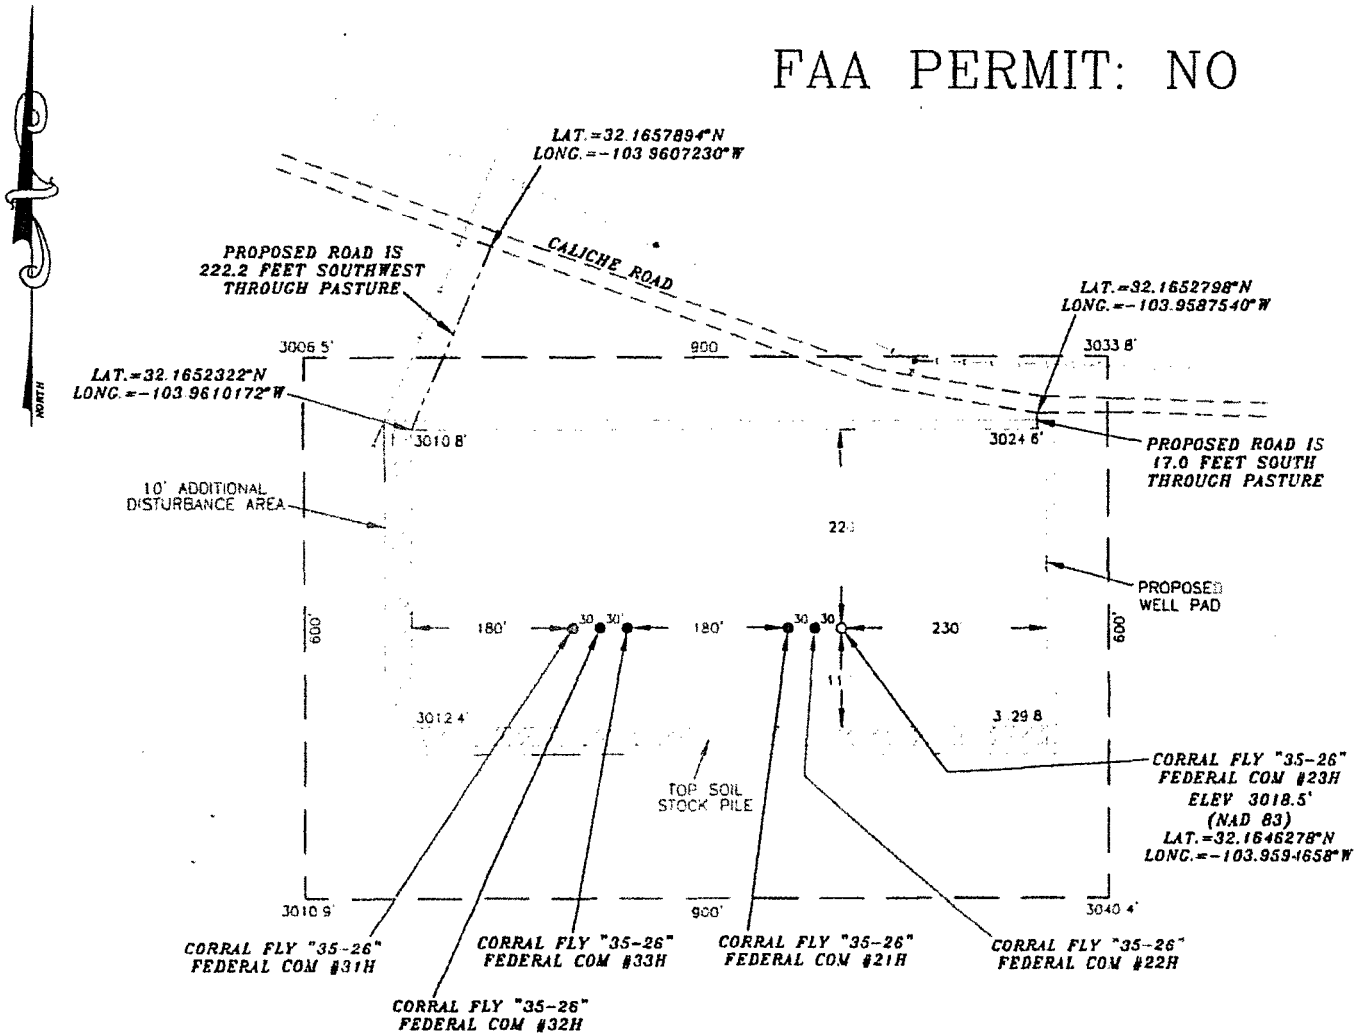 FAA PERMIT: NO
LAT.=32.1657894°N
LONG.=-103.9607230°W
PROPOSED ROAD IS
222.2 FEET SOUTHWEST
THROUGH PASTURE
CALICHE ROAD
LAT.=32.1652798°N
LONG.=-103.9587540°W
3006.5'
900
3033.8'
LAT.=32.1652322°N
LONG.=-103.9610172°W
NORTH
3010.8'
3024.6'
PROPOSED ROAD IS
17.0 FEET SOUTH
THROUGH PASTURE
10' ADDITIONAL
DISTURBANCE AREA
PROPOSED
WELL PAD
600'
180'
30
30'
180'
30
30
230
600'
3012.4'
TOP SOIL
STOCK PILE
CORRAL FLY "35-26"
FEDERAL COM #23H
ELEV 3018.5'
(NAD 83)
LAT.=32.1646278°N
3010.9'
900'
3040.4'
CORRAL FLY "35-26"
FEDERAL COM #31H
CORRAL FLY "35-26"
FEDERAL COM #33H
CORRAL FLY "35-26"
FEDERAL COM #21H
CORRAL FLY "35-26"
FEDERAL COM #22H
CORRAL FLY "35-26"
FEDERAL COM #32H